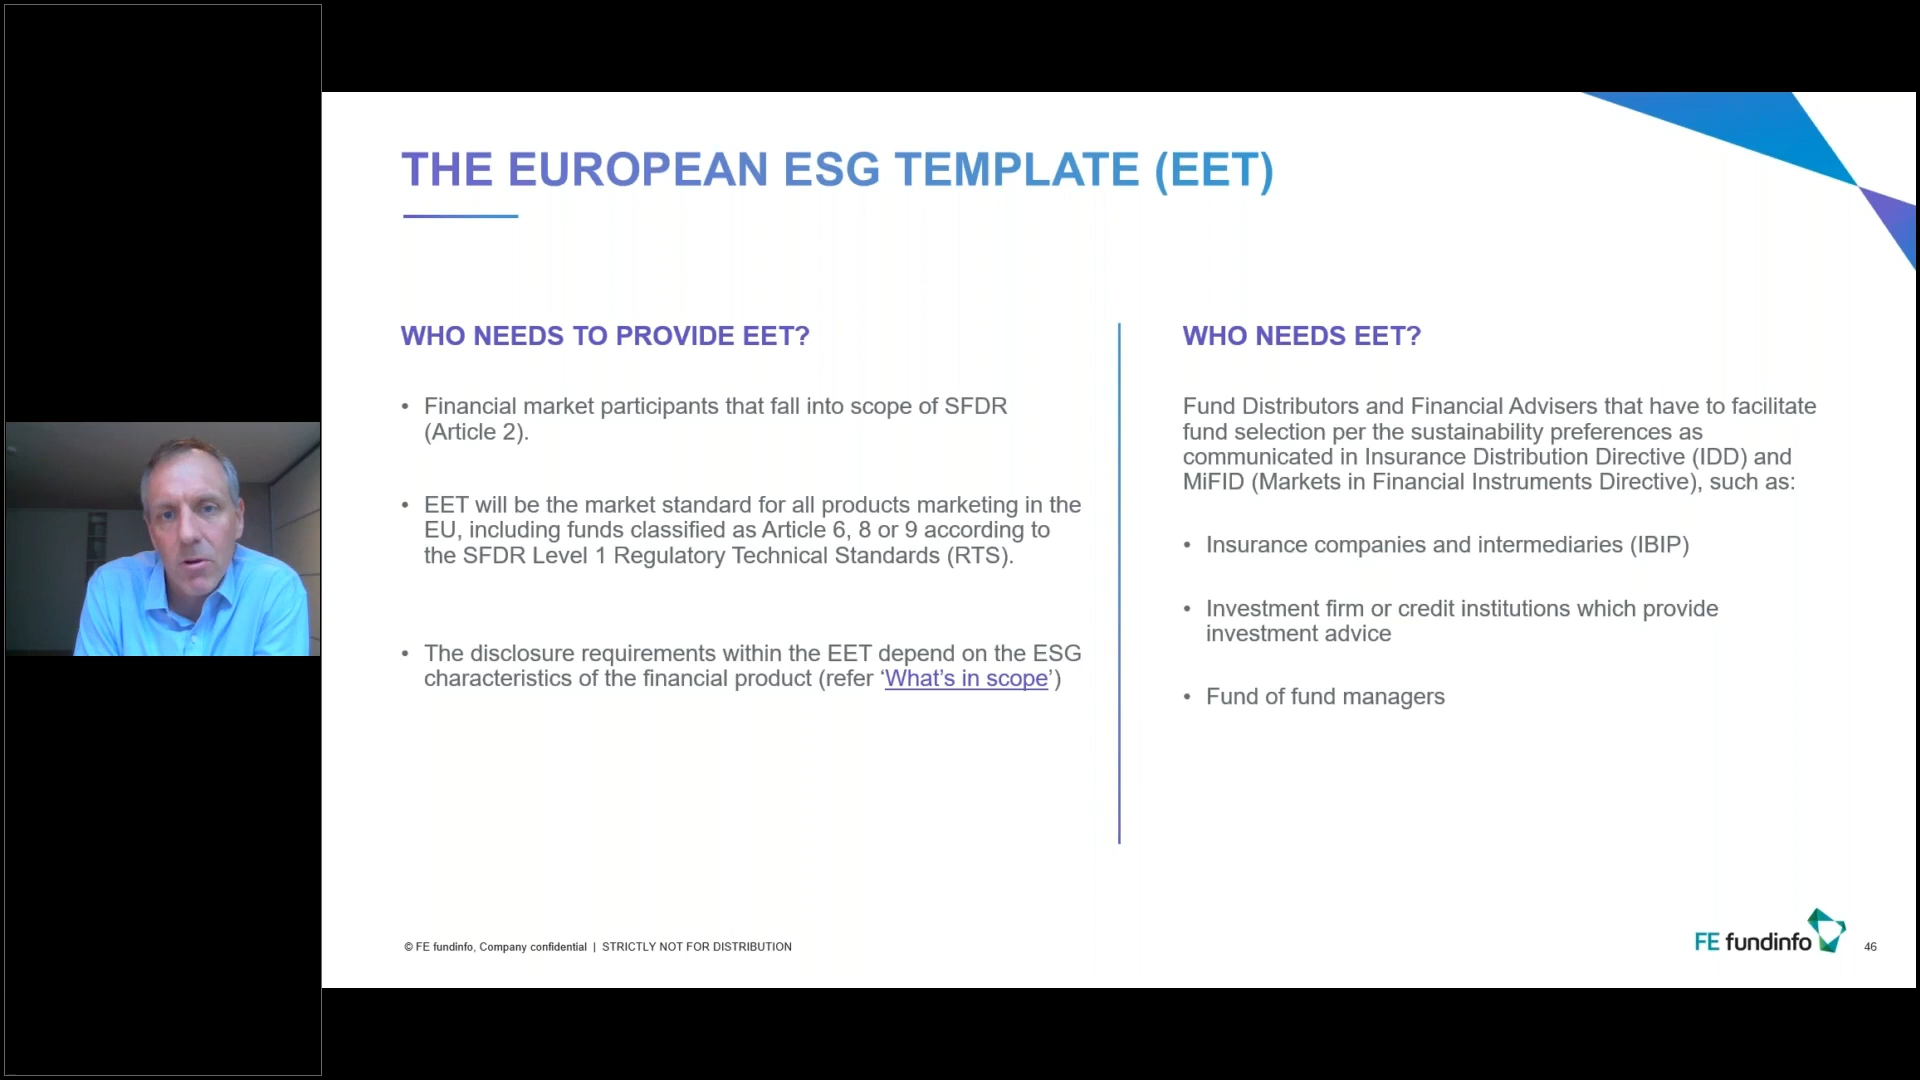 THE EUROPEAN ESG TEMPLATE (EET)
WHO NEEDS TO PROVIDE EET?
• Financial market participants that fall into scope of SFDR
(Article 2).
• EET will be the market standard for all products marketing in the
EU, including funds classified as Article 6, 8 or 9 according to
the SFDR Level 1 Regulatory Technical Standards (RTS).
• The disclosure requirements within the EET depend on the ESG
characteristics of the financial product (refer ‘What’s in scope’)
WHO NEEDS EET?
Fund Distributors and Financial Advisers that have to facilitate
fund selection per the sustainability preferences as
communicated in Insurance Distribution Directive (IDD) and
MiFID (Markets in Financial Instruments Directive), such as:
• Insurance companies and intermediaries (IBIP)
• Investment firm or credit institutions which provide
investment advice
• Fund of fund managers
© FE fundinfo, Company confidential | STRICTLY NOT FOR DISTRIBUTION
FE fundinfo
46